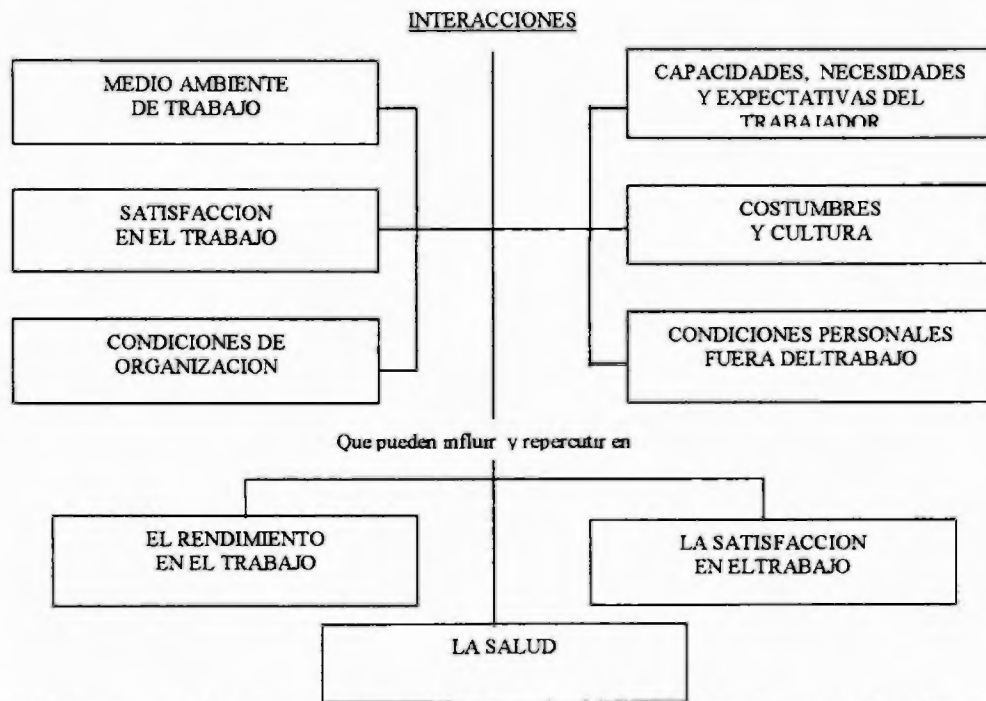 INTERACCIONES
MEDIO AMBIENTE
DE TRABAJO
CAPACIDADES, NECESIDADES
Y EXPECTATIVAS DEL
TRABAJADOR
SATISFACCION
EN EL TRABAJO
COSTUMBRES
Y CULTURA
CONDICIONES DE
ORGANIZACION
CONDICIONES PERSONALES
FUERA DELTRABAJO
Que pueden influir y repercutir en
EL RENDIMIENTO
EN EL TRABAJO
LA SATISFACCION
EN ELTRABAJO
LA SALUD